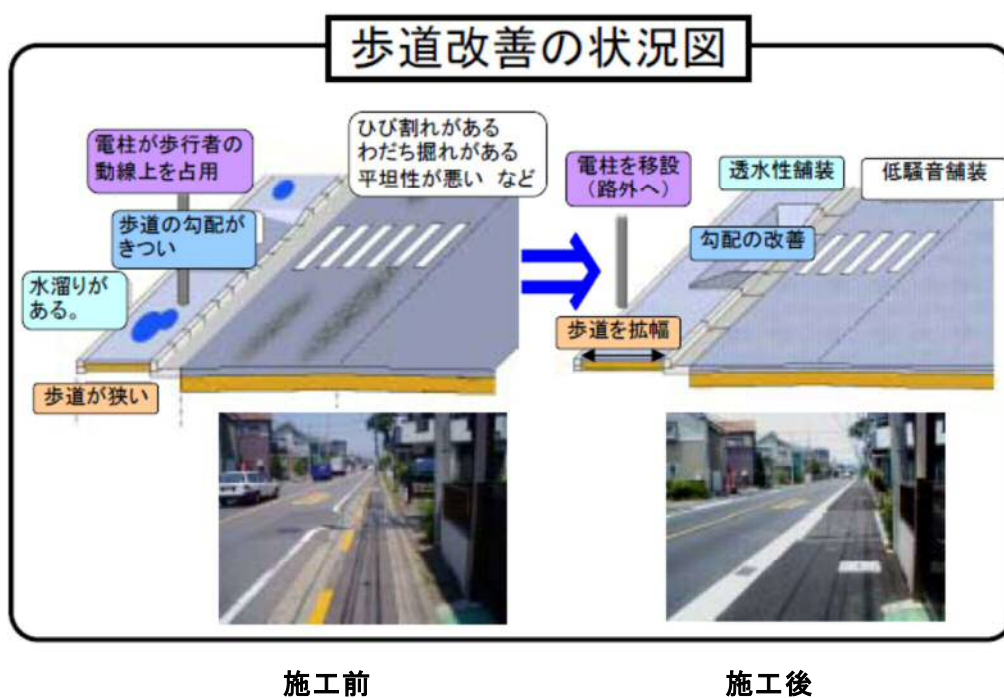 歩道改善の状況図
電柱が歩行者の
動線上を占用
ひび割れがある
わだち掘れがある
平坦性が悪い など
歩道の勾配が
きつい
水溜りが
ある。
歩道が狭い
電柱を移設
（路外へ）
透水性舗装
低騒音舗装
勾配の改善
歩道を拡幅
施工前
施工後